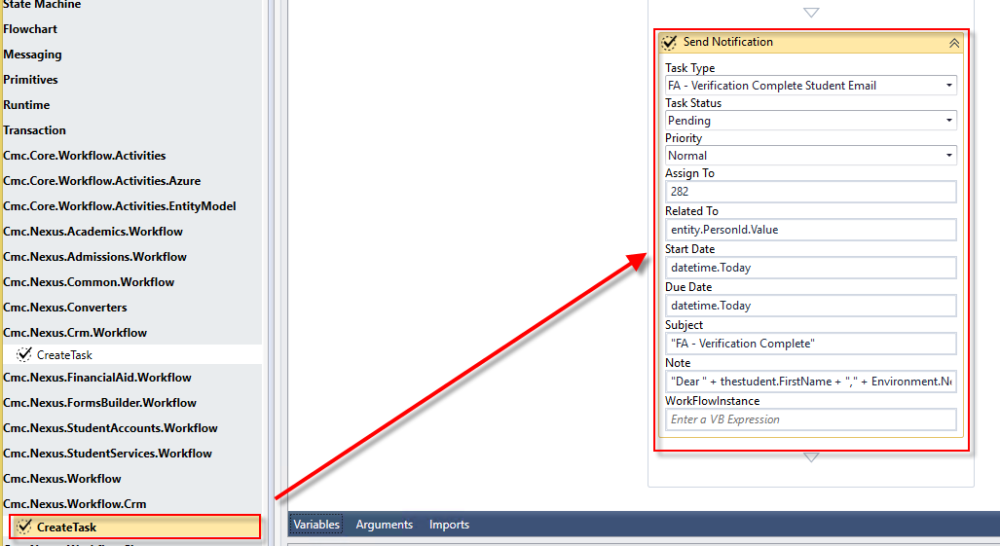 State Machine
Flowchart
Messaging
Primitives
Runtime
Transaction
Cmc.Core.Workflow.Activities
Cmc.Core.Workflow.Activities.Azure
Cmc.Core.Workflow.Activities.EntityModel
Cmc.Nexus.Academics.Workflow
Cmc.Nexus.Admissions.Workflow
Cmc.Nexus.Common.Workflow
Cmc.Nexus.Converters
Cmc.Nexus.Crm.Workflow
CreateTask
Cmc.Nexus.FinancialAid.Workflow
Cmc.Nexus.FormsBuilder.Workflow
Cmc.Nexus.StudentAccounts.Workflow
Cmc.Nexus.StudentServices.Workflow
Cmc.Nexus.Workflow
Cmc.Nexus.Workflow.Crm
CreateTask
Send Notification
Task Type
FA - Verification Complete Student Email
Task Status
Pending
Priority
Normal
Assign To
282
Related To
entity.PersonId.Value
Start Date
datetime.Today
Due Date
datetime.Today
Subject
"FA - Verification Complete"
Note
"Dear " + thestudent.FirstName + "," + Environment.Ne
WorkFlowInstance
Enter a VB Expression
Variables Arguments Imports